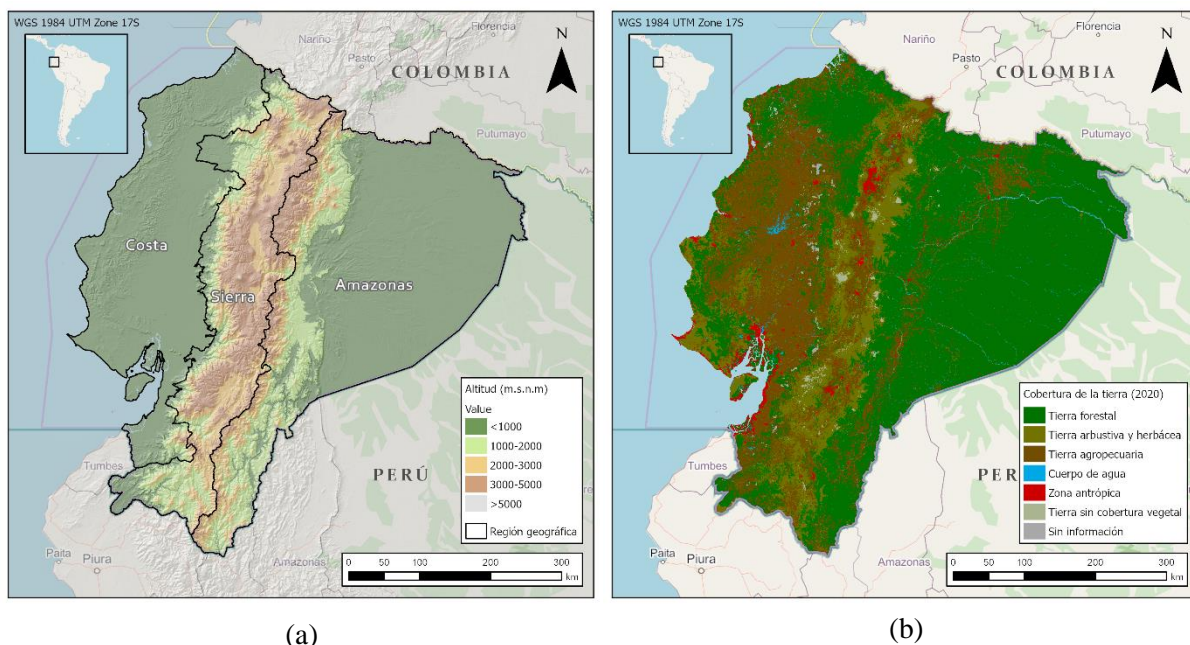 WGS 1984 UTM Zone 17S
Nariño
Florencia
Pasto
COLOMBIA
N
Putumayo
Costa
Sierra
Amazonas
Altitud (m.s.n.m)
Value
<1000
1000-2000
2000-3000
3000-5000
>5000
Región geográfica
Tumbes
PERÚ
Paita
Piura
Amazonas
0 50 100 200 300
km
(a)
WGS 1984 UTM Zone 17S
Nariño
Florencia
Pasto
COLOMBIA
N
Putumayo
Cobertura de la tierra (2020)
Tierra forestal
Tierra arbustiva y herbácea
Tierra agropecuaria
Cuerpo de agua
Zona antrópica
Tierra sin cobertura vegetal
Sin información
Tumbes
Paita
Piura
Amazonas
0 50 100 200 300
km
(b)